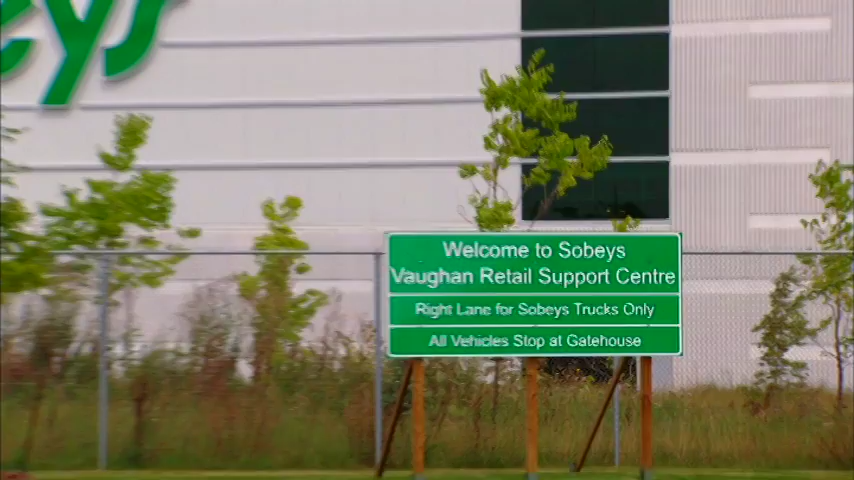 eys
Welcome to Sobeys
Vaughan Retail Support Centre
Right Lane for Sobeys Trucks Only
All Vehicles Stop at Gatehouse